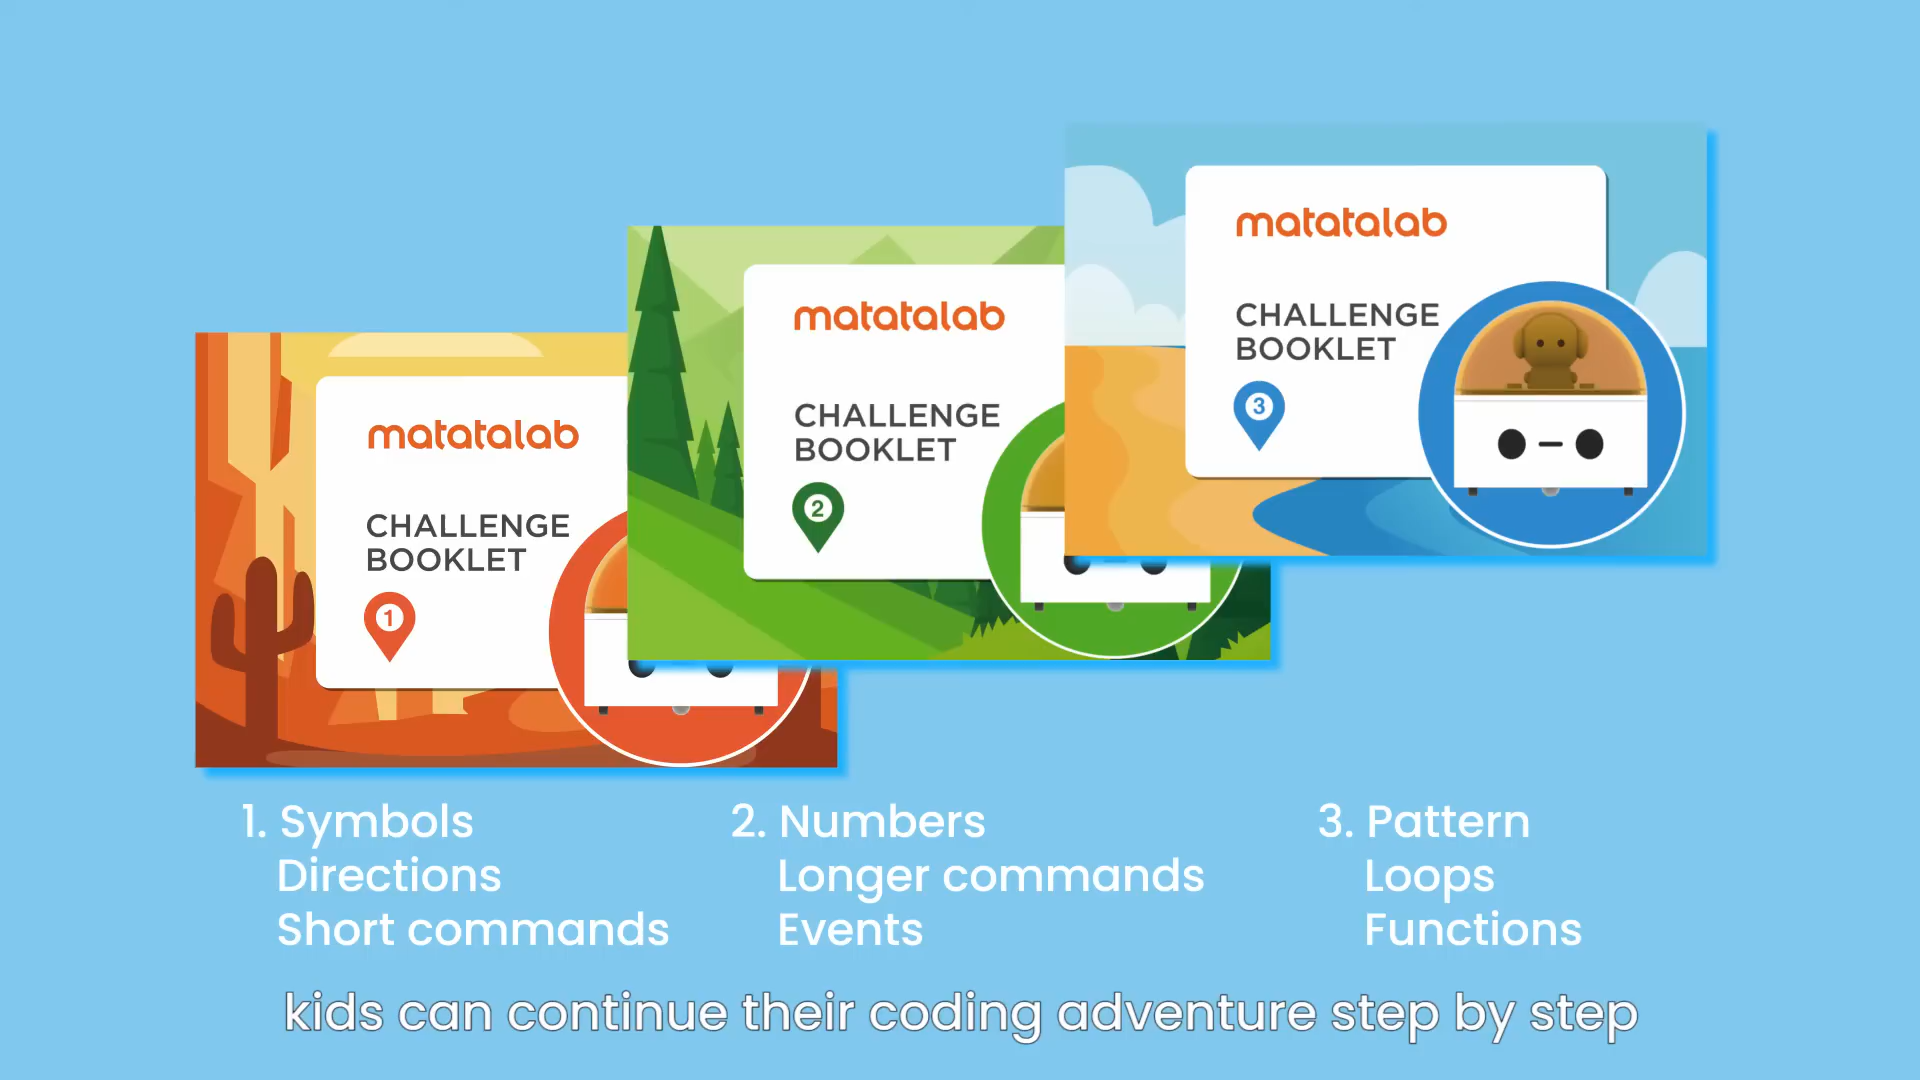 matatalab
CHALLENGE
BOOKLET
1
matatalab
CHALLENGE
BOOKLET
2
matatalab
CHALLENGE
BOOKLET
3
1. Symbols
Directions
Short commands
2. Numbers
Longer commands
Events
3. Pattern
Loops
Functions
kids can continue their coding adventure step by step